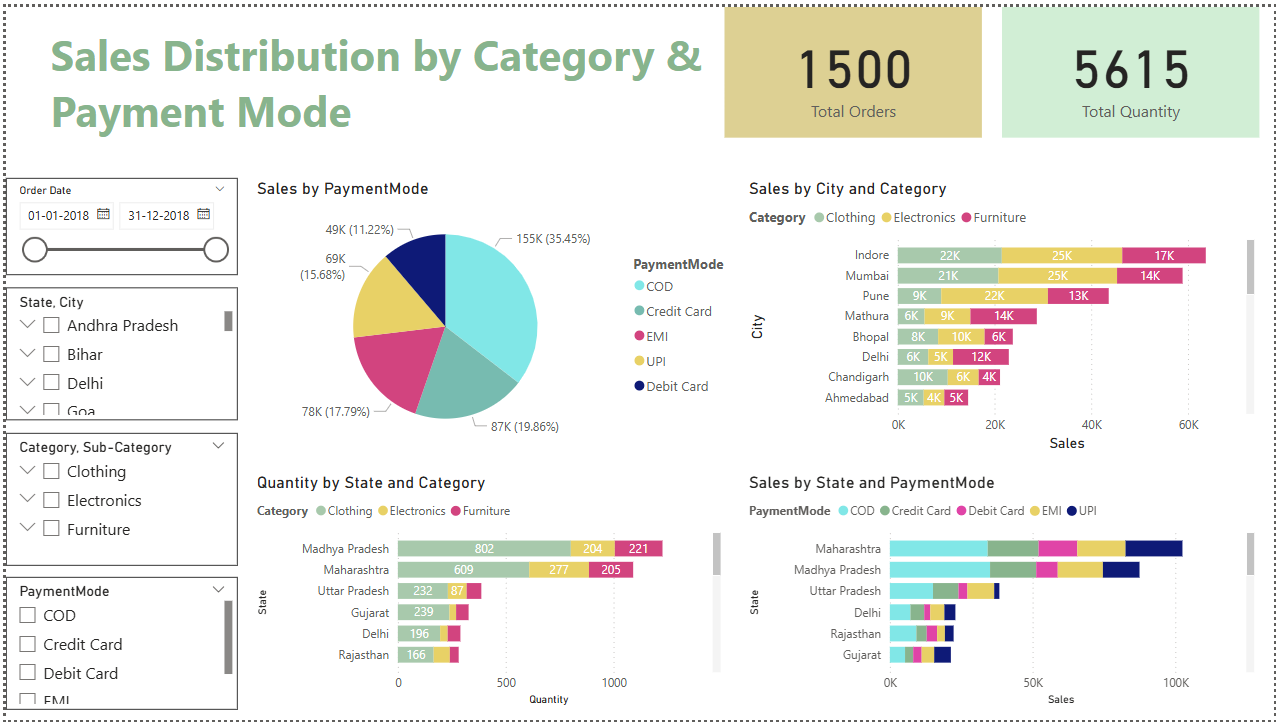 Sales Distribution by Category &
Payment Mode
1500
Total Orders
5615
Total Quantity
Order Date
01-01-2018
31-12-2018
State, City
Andhra Pradesh
Bihar
Delhi
Goa
Category, Sub-Category
Clothing
Electronics
Furniture
PaymentMode
COD
Credit Card
Debit Card
EMI
Sales by PaymentMode
49K (11.22%)
155K (35.45%)
69K
(15.68%)
78K (17.79%)
87K (19.86%)
PaymentMode
COD
Credit Card
EMI
UPI
Debit Card
Sales by City and Category
Category Clothing Electronics Furniture
City
Indore 22K 25K 17K
Mumbai 21K 25K 14K
Pune 9K 22K 13K
Mathura 6K 9K 14K
Bhopal 8K 10K 6K
Delhi 6K 5K 12K
Chandigarh 10K 6K 4K
Ahmedabad 5K 4K 5K
0K 20K 40K 60K
Sales
Quantity by State and Category
Category Clothing Electronics Furniture
State
Madhya Pradesh 802 204 221
Maharashtra 609 277 205
Uttar Pradesh 232 87
Gujarat 239
Delhi 196
Rajasthan 166
0 500 1000
Quantity
Sales by State and PaymentMode
PaymentMode COD Credit Card Debit Card EMI UPI
State
Maharashtra
Madhya Pradesh
Uttar Pradesh
Delhi
Rajasthan
Gujarat
0K 50K 100K
Sales